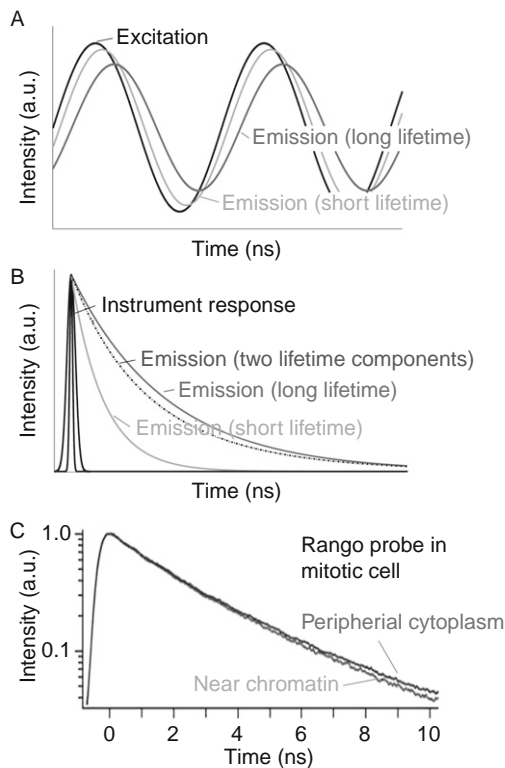 A
Excitation
Intensity (a.u.)
Emission (long lifetime)
Emission (short lifetime)
Time (ns)
B
Instrument response
Intensity (a.u.)
Emission (two lifetime components)
Emission (long lifetime)
Emission (short lifetime)
Time (ns)
C
1.0
Rango probe in
mitotic cell
Intensity (a.u.)
Peripherial cytoplasm
0.1
Near chromatin
0 2 4 6 8 10
Time (ns)